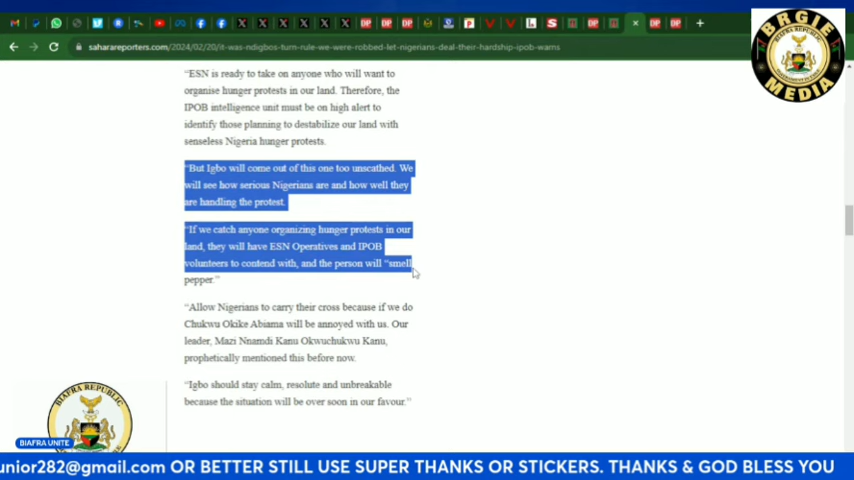 saharareporters.com/2024/02/20/it-was-ndigbos-turn-rule-we-were-robbed-let-nigerians-deal-their-hardship-ipob-warns
BRGIE
MEDIA
“ESN is ready to take on anyone who will want to
organise hunger protests in our land. Therefore, the
IPOB intelligence unit must be on high alert to
identify those planning to destabilize our land with
senseless Nigeria hunger protests.
“But Igbo will come out of this one too unscathed. We
will see how serious Nigerians are and how well they
are handling the protest.
“If we catch anyone organizing hunger protests in our
land, they will have ESN Operatives and IPOB
volunteers to contend with, and the person will “smell
pepper.”
“Allow Nigerians to carry their cross because if we do
Chukwu Okike Abiama will be annoyed with us. Our
leader, Mazi Nnamdi Kanu Okwuchukwu Kanu,
prophetically mentioned this before now.
“Igbo should stay calm, resolute and unbreakable
because the situation will be over soon in our favour.”
BIAFRA REPUBLIC
BIAFRA UNITE
unior282@gmail.com OR BETTER STILL USE SUPER THANKS OR STICKERS. THANKS & GOD BLESS YOU